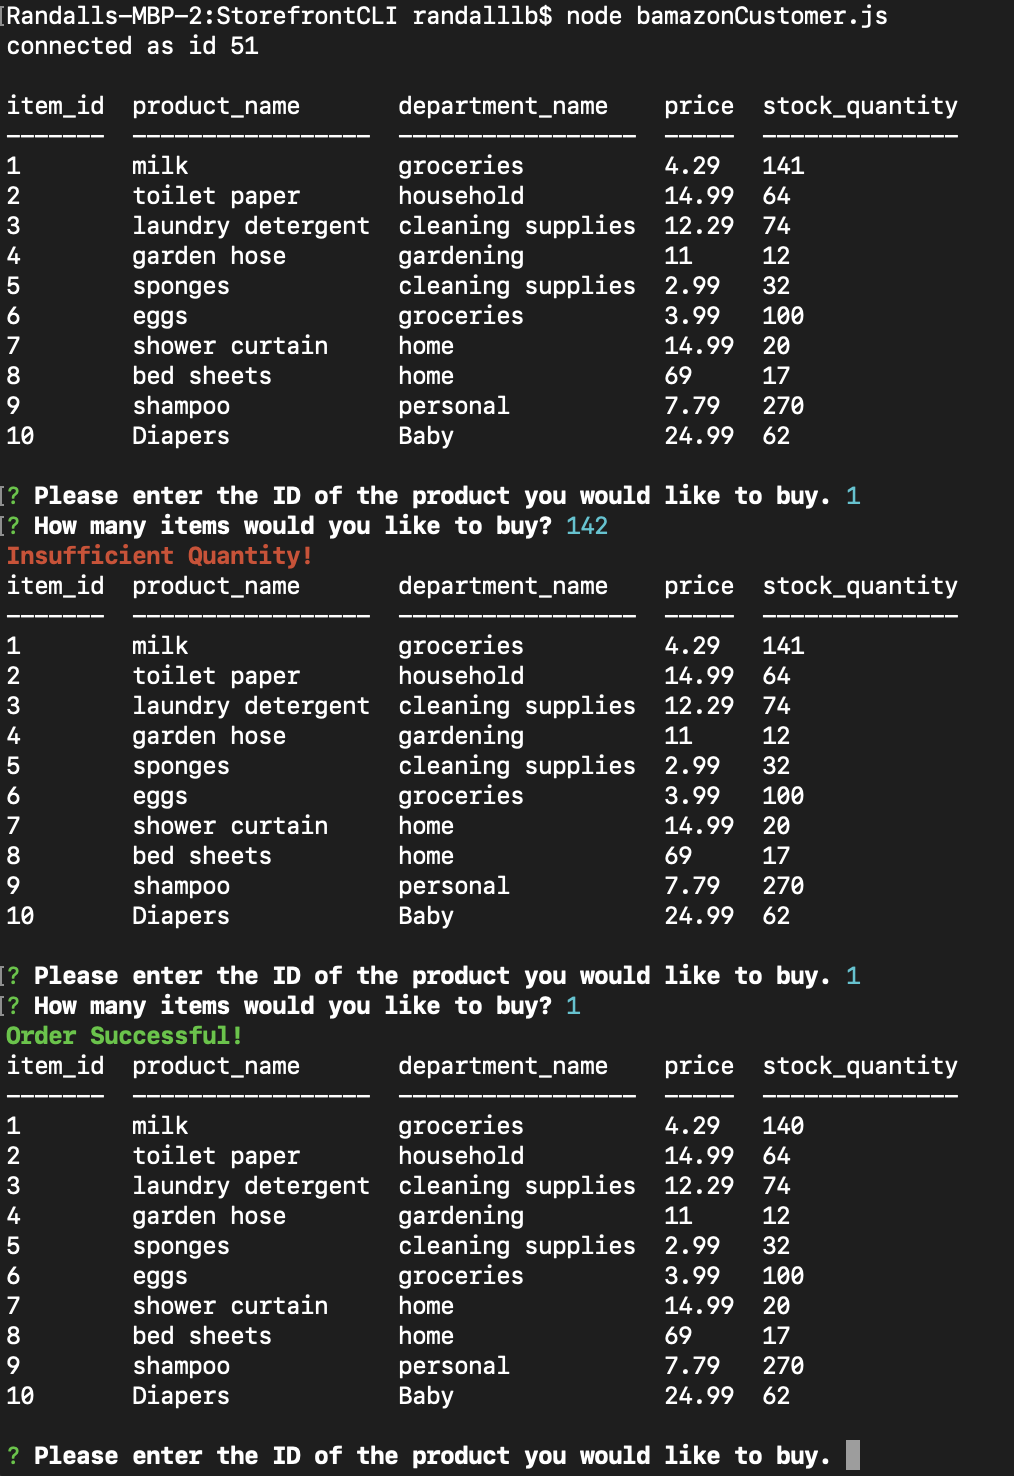 [Randalls-MBP-2:StorefrontCLI randalllb$ node bamazonCustomer.js
connected as id 51
item_id  product_name       department_name    price  stock_quantity
-------  -----------------  -----------------  -----  --------------
1        milk               groceries          4.29   141
2        toilet paper       household          14.99  64
3        laundry detergent  cleaning supplies  12.29  74
4        garden hose        gardening          11     12
5        sponges            cleaning supplies  2.99   32
6        eggs               groceries          3.99   100
7        shower curtain     home               14.99  20
8        bed sheets         home               69     17
9        shampoo            personal           7.79   270
10       Diapers            Baby               24.99  62
[? Please enter the ID of the product you would like to buy. 1
[? How many items would you like to buy? 142
Insufficient Quantity!
item_id  product_name       department_name    price  stock_quantity
-------  -----------------  -----------------  -----  --------------
1        milk               groceries          4.29   141
2        toilet paper       household          14.99  64
3        laundry detergent  cleaning supplies  12.29  74
4        garden hose        gardening          11     12
5        sponges            cleaning supplies  2.99   32
6        eggs               groceries          3.99   100
7        shower curtain     home               14.99  20
8        bed sheets         home               69     17
9        shampoo            personal           7.79   270
10       Diapers            Baby               24.99  62
[? Please enter the ID of the product you would like to buy. 1
[? How many items would you like to buy? 1
Order Successful!
item_id  product_name       department_name    price  stock_quantity
-------  -----------------  -----------------  -----  --------------
1        milk               groceries          4.29   140
2        toilet paper       household          14.99  64
3        laundry detergent  cleaning supplies  12.29  74
4        garden hose        gardening          11     12
5        sponges            cleaning supplies  2.99   32
6        eggs               groceries          3.99   100
7        shower curtain     home               14.99  20
8        bed sheets         home               69     17
9        shampoo            personal           7.79   270
10       Diapers            Baby               24.99  62
? Please enter the ID of the product you would like to buy.